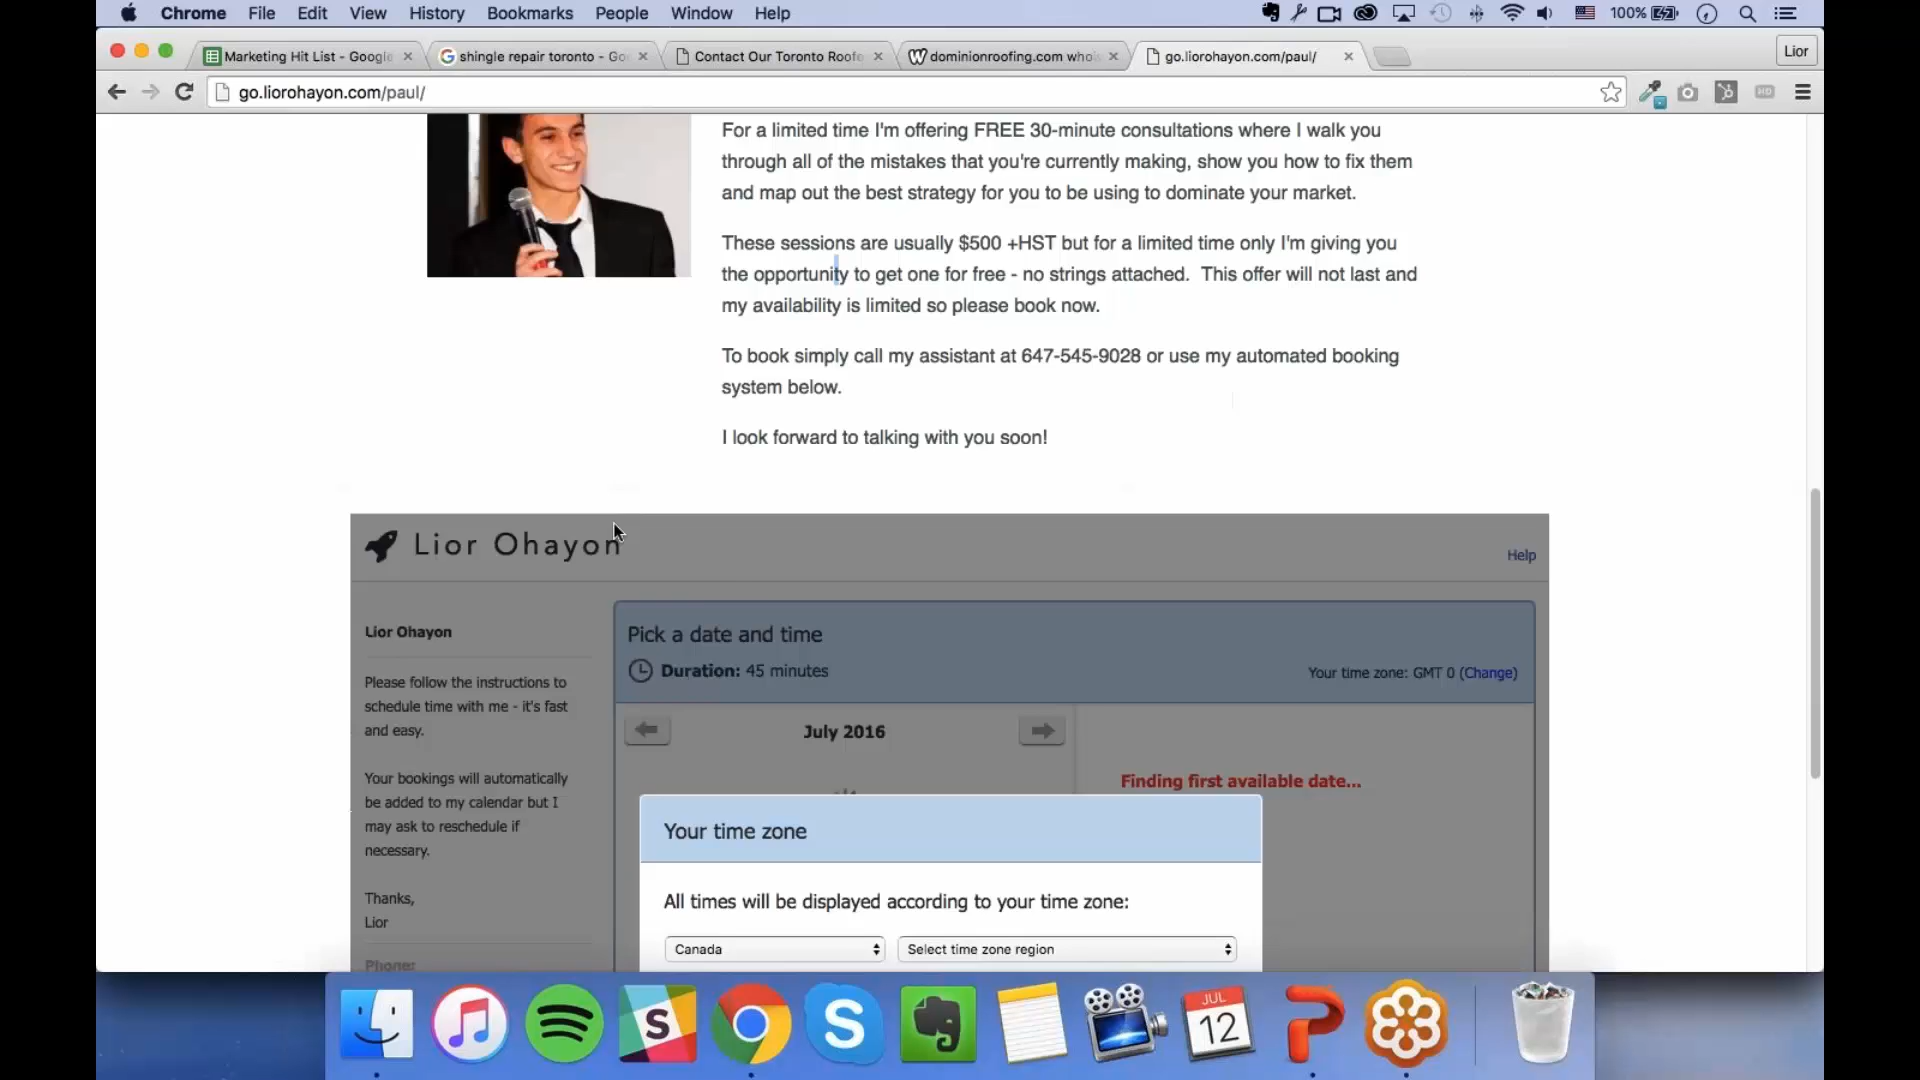 Chrome File Edit View History Bookmarks People Window Help 100%
Marketing Hit List - Google
shingle repair toronto - Go
Contact Our Toronto Roofe
dominionroofing.com whoi
go.liorohayon.com/paul/
Lior
go.liorohayon.com/paul/
For a limited time I'm offering FREE 30-minute consultations where I walk you
through all of the mistakes that you're currently making, show you how to fix them
and map out the best strategy for you to be using to dominate your market.
These sessions are usually $500 +HST but for a limited time only I'm giving you
the opportunity to get one for free - no strings attached. This offer will not last and
my availability is limited so please book now.
To book simply call my assistant at 647-545-9028 or use my automated booking
system below.
I look forward to talking with you soon!
Lior Ohayon
Help
Lior Ohayon
Please follow the instructions to
schedule time with me - it's fast
and easy.
Your bookings will automatically
be added to my calendar but I
may ask to reschedule if
necessary.
Thanks,
Lior
Phone:
Pick a date and time
Duration: 45 minutes
Your time zone: GMT 0 (Change)
July 2016
Finding first available date...
Your time zone
All times will be displayed according to your time zone:
Canada
Select time zone region
JUL
12